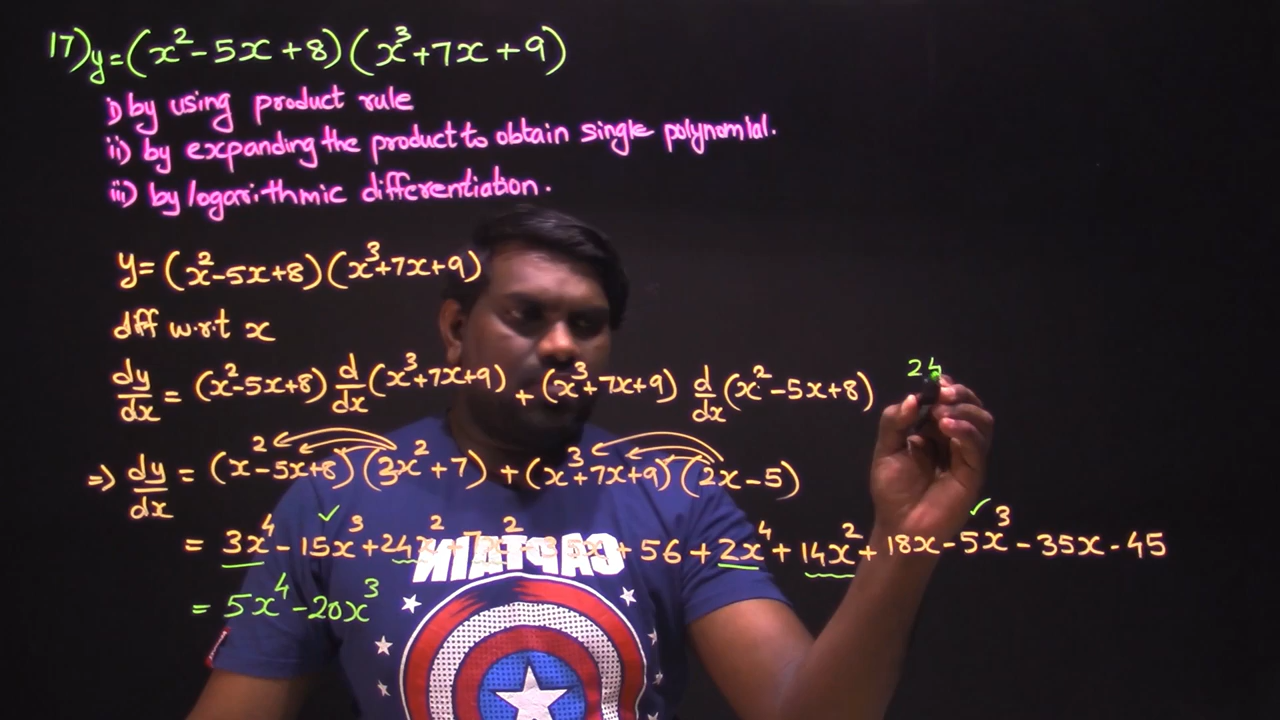 17) y=(x²-5x+8)(x³+7x+9)
i) by using product rule
ii) by expanding the product to obtain single polynomial.
iii) by logarithmic differentiation.
y=(x²-5x+8)(x³+7x+9)
diff w.r.t x
dy/dx = (x²-5x+8) d/dx (x³+7x+9) + (x³+7x+9) d/dx (x²-5x+8)
24
=> dy/dx = (x²-5x+8)(3x²+7)+(x³+7x+9)(2x-5)
= 3x⁴-15x³+24x²+7x²-35x+56+2x⁴+14x²+18x-5x³-35x-45
= 5x⁴-20x³
CAPTAIN